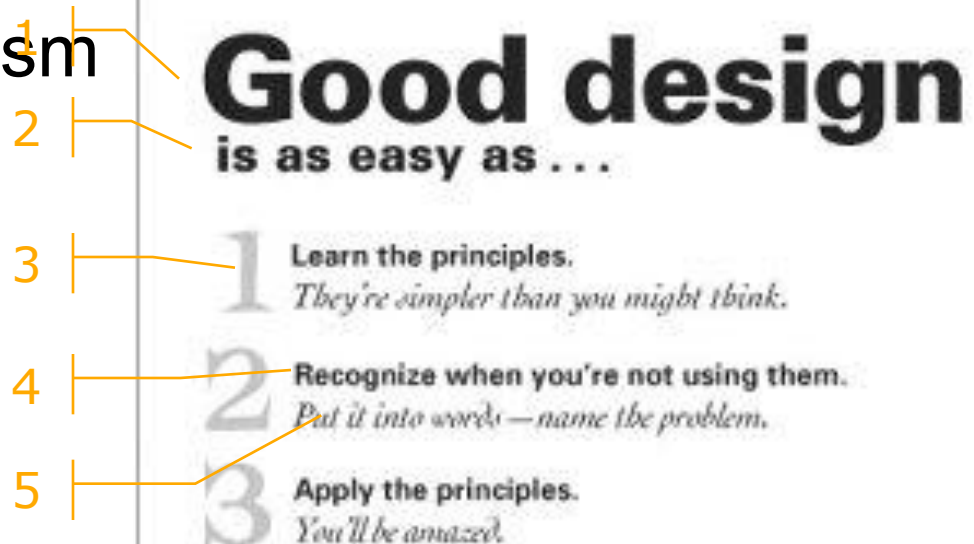 sm
1
2
3
4
5
Good design
is as easy as . . .
1
Learn the principles.
They're simpler than you might think.
2
Recognize when you're not using them.
Put it into words—name the problem.
3
Apply the principles.
You'll be amazed.